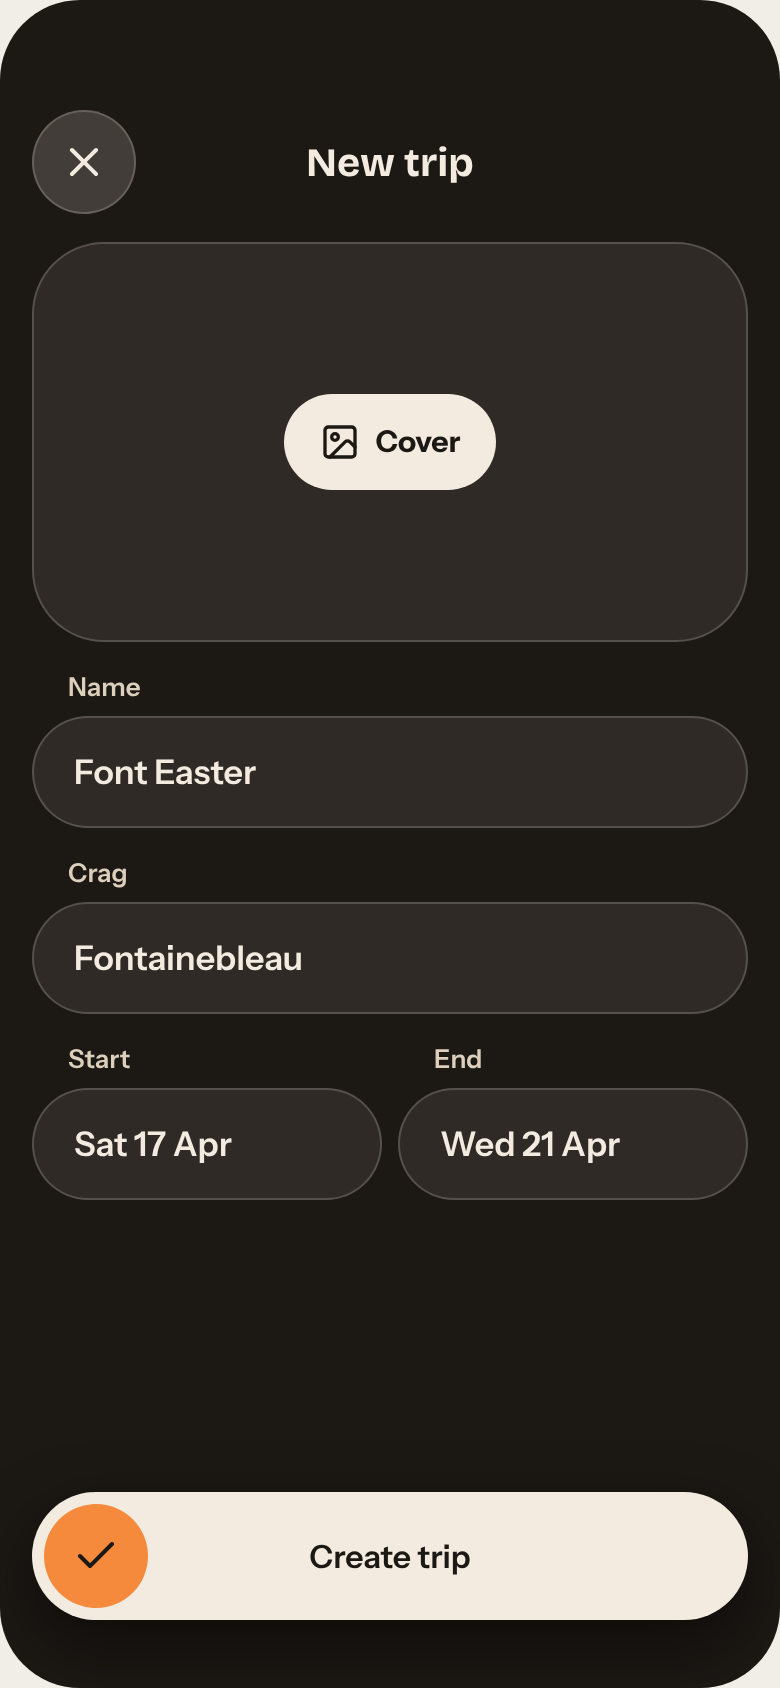 New trip
Cover
Name
Font Easter
Crag
Fontainebleau
Start
End
Sat 17 Apr
Wed 21 Apr
Create trip